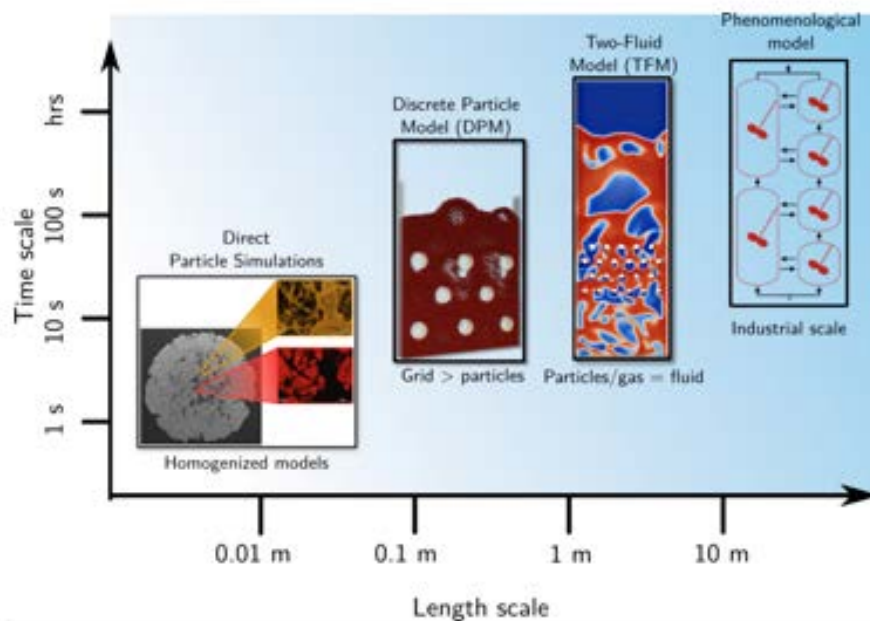 Phenomenological
model
Two-Fluid
Model (TFM)
Discrete Particle
Model (DPM)
Direct
Particle Simulations
Homogenized models
Grid > particles
Particles/gas = fluid
Industrial scale
Time scale
hrs
100 s
10 s
1 s
0.01 m
0.1 m
1 m
10 m
Length scale